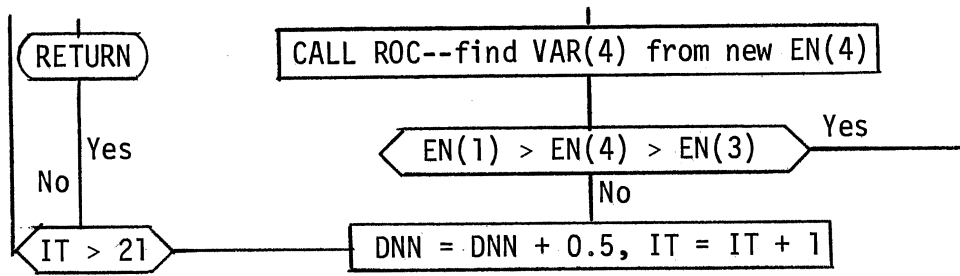 RETURN
CALL ROC--find VAR(4) from new EN(4)
Yes
EN(1) > EN(4) > EN(3)
Yes
No
No
IT > 21
DNN = DNN + 0.5, IT = IT + 1